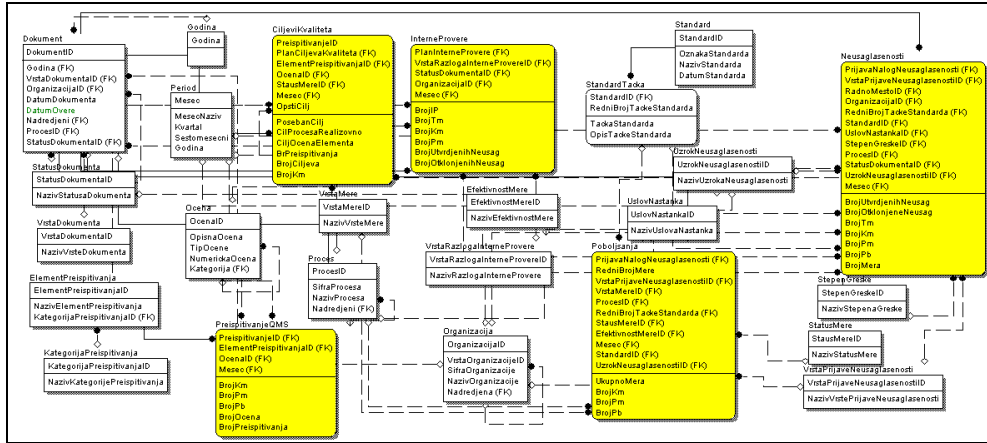 Dokument
DokumentID
Godina (FK)
VrstaDokumentaID (FK)
OrganizacijaID (FK)
DatumDokumenta
DatumOvere
Nadredjeni (FK)
ProcesID (FK)
StatusDokumentaID (FK)
Godina
Godina
Period
Mesec
MesecNaziv
Kvartal
Sestomesecni
Godina
CiljeviKvaliteta
PreispitivanjeID
PlanCiljevaKvaliteta (FK)
ElementPreispitivanjaID (FK)
OcenaID (FK)
StausMereID (FK)
Mesec (FK)
OpstiCilj
PosebanCilj
CilProcesaRealizovno
CiljOcenaElementa
BrPreispitivanja
BrojCiljeva
BrojKm
InterneProvere
PlanInterneProvere (FK)
VrstaRazlogaInterneProvereID (FK)
StatusDokumentaID (FK)
OrganizacijaID (FK)
Mesec (FK)
BrojIP
BrojTm
BrojKm
BrojPm
BrojUtvrdjenihNeusag
BrojOtklonjenihNeusag
Standard
StandardID
OznakaStandarda
NazivStandarda
DatumStandarda
StandardTacka
StandardID (FK)
RedniBrojTackeStandarda
TackaStandarda
OpisTackeStandarda
Neusaglasenosti
PrijavaNalogNeusaglasenosti (FK)
VrstaPrijaveNeusaglasenostiID (FK)
RadnoMestoID (FK)
OrganizacijaID (FK)
RedniBrojTackeStandarda (FK)
StandardID (FK)
UslovNastankaID (FK)
StepenGreskeID (FK)
ProcesID (FK)
StatusDokumentaID (FK)
UzrokNeusaglasenostiID (FK)
Mesec (FK)
BrojUtvrdjenihNeusag
BrojOtklonjeneNeusag
BrojTm
BrojKm
BrojPm
BrojPb
BrojMera
StatusDokumenta
StatusDokumentaID
NazivStatusaDokumenta
UzrokNeusaglasenosti
UzrokNeusaglasenostiID
NazivUzrokaNeusaglasenosti
VrstaDokumenta
VrstaDokumentaID
NazivVrsteDokumenta
Ocena
OcenaID
OpisnaOcena
TipOcene
NumerickaOcena
Kategorija (FK)
VrstaMere
VrstaMereID
NazivVrsteMere
EfektivnostMere
EfektivnostMereID
NazivEfektivnostMere
UslovNastanka
UslovNastankaID
NazivUslovaNastanka
ElementPreispitivanja
ElementPreispitivanjaID
NazivElementPreispitivanja
KategorijaPreispitivanjaID (FK)
Proces
ProcesID
SifraProcesa
NazivProcesa
Nadredjeni (FK)
VrstaRazlogaInterneProvere
VrstaRazlogaInterneProvereID
NazivRazlogaInterneProvere
Poboljsanja
PrijavaNalogNeusaglasenosti (FK)
RedniBrojMere
VrstaPrijaveNeusaglasenostiID (FK)
VrstaMereID (FK)
ProcesID (FK)
RedniBrojTackeStandarda (FK)
StausMereID (FK)
EfektivnostMereID (FK)
Mesec (FK)
StandardID (FK)
UzrokNeusaglasenostiID (FK)
UkupnoMera
BrojKm
BrojPm
BrojPb
StepenGreske
StepenGreskeID
NazivStepenaGreske
StatusMere
StausMereID
NazivStatusMere
VrstaPrijaveNeusaglasenosti
VrstaPrijaveNeusaglasenostiID
NazivVrstePrijaveNeusaglasenosti
KategorijaPreispitivanja
KategorijaPreispitivanjaID
NazivKategorijePreispitivanja
PreispitivanjeQMS
PreispitivanjeID (FK)
ElementPreispitivanjaID (FK)
OcenaID (FK)
Mesec (FK)
BrojKm
BrojPm
BrojPb
BrojOcena
BrojPreispitivanja
Organizacija
OrganizacijaID
VrstaOrganizacijeID
SifraOrganizacije
NazivOrganizacije
Nadredjena (FK)